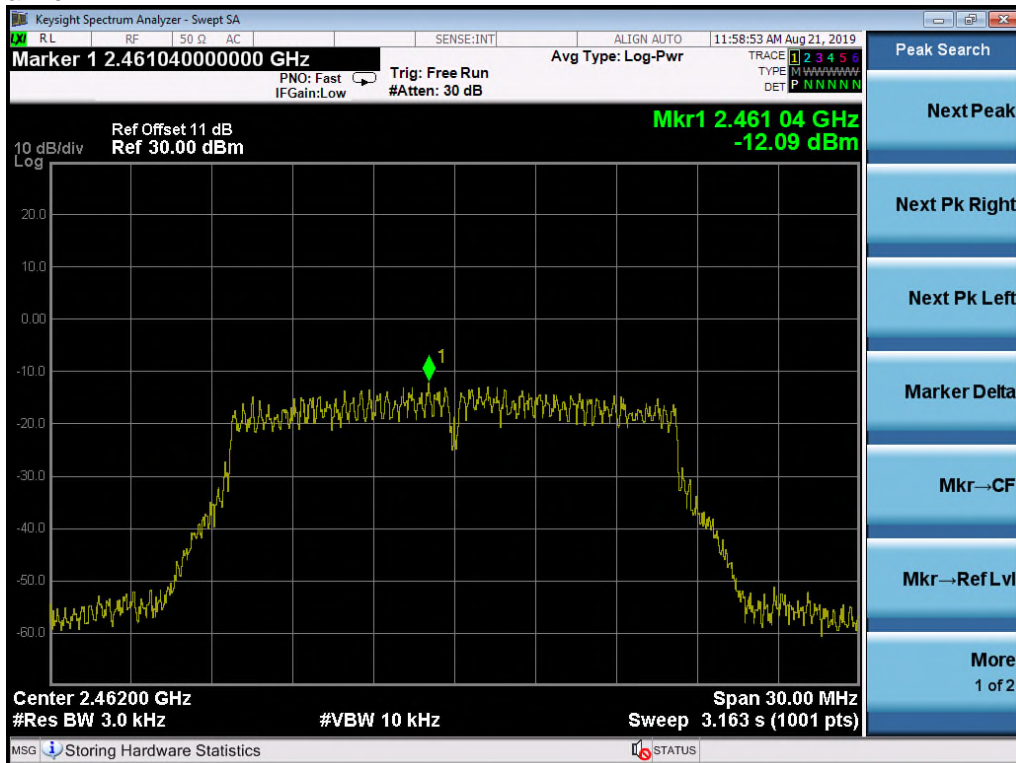 Keysight Spectrum Analyzer - Swept SA
LXI RL RF 50 Ω AC SENSE:INT ALIGN AUTO 11:58:53 AM Aug 21, 2019
Marker 1 2.461040000000 GHz
PNO: Fast
IFGain:Low
Trig: Free Run
#Atten: 30 dB
Avg Type: Log-Pwr
TRACE 1 2 3 4 5 6
TYPE M WWWWW
DET P N N N N N
Mkr1 2.461 04 GHz
-12.09 dBm
Ref Offset 11 dB
10 dB/div Ref 30.00 dBm
Log
20.0
10.0
0.00
-10.0
-20.0
-30.0
-40.0
-50.0
-60.0
1
Center 2.46200 GHz Span 30.00 MHz
#Res BW 3.0 kHz #VBW 10 kHz Sweep 3.163 s (1001 pts)
MSG Storing Hardware Statistics STATUS
Peak Search
Next Peak
Next Pk Right
Next Pk Left
Marker Delta
Mkr→CF
Mkr→Ref Lvl
More
1 of 2